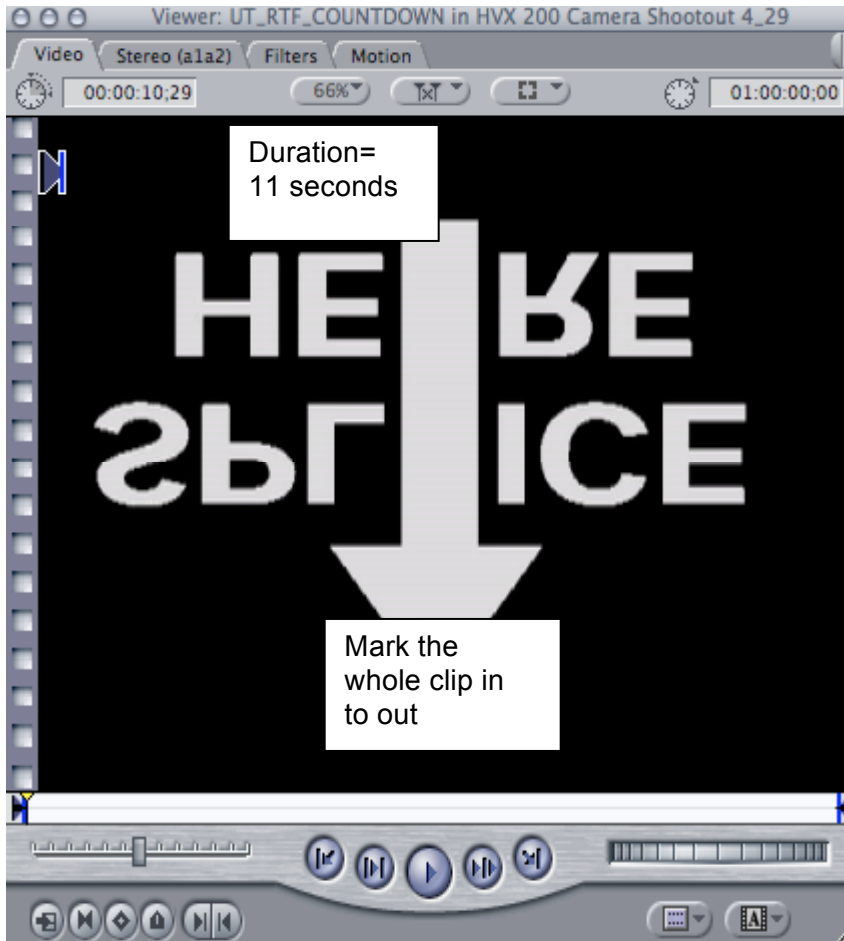 Viewer: UT_RTF_COUNTDOWN in HVX 200 Camera Shootout 4_29
Video Stereo (a1a2) Filters Motion
00:00:10;29 66% 01:00:00;00
Duration=
11 seconds
HERE
SPLICE
Mark the
whole clip in
to out
A